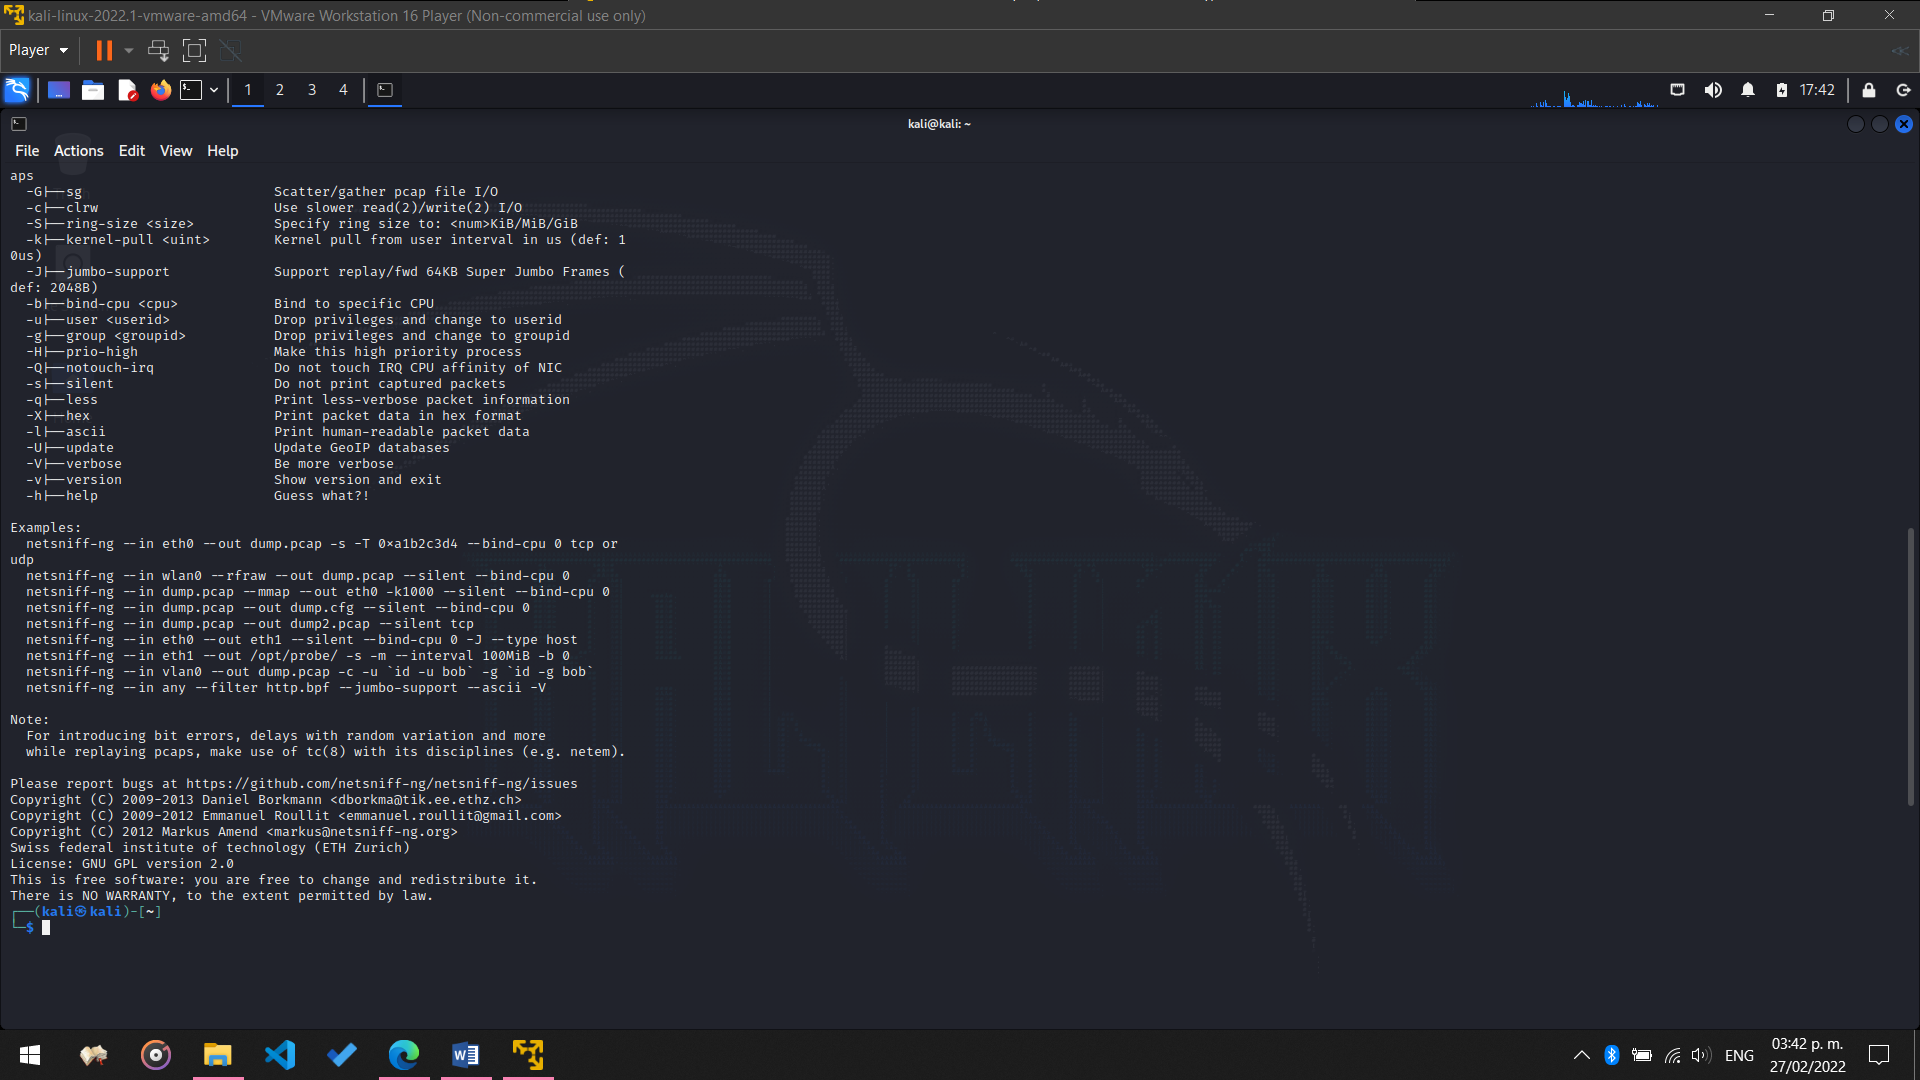 kali-linux-2022.1-vmware-amd64 - VMware Workstation 16 Player (Non-commercial use only)
Player
1 2 3 4
17:42
kali@kali: ~
File Actions Edit View Help
aps
  -G|--sg                       Scatter/gather pcap file I/O
  -c|--clrw                     Use slower read(2)/write(2) I/O
  -S|--ring-size <size>         Specify ring size to: <num>KiB/MiB/GiB
  -k|--kernel-pull <uint>       Kernel pull from user interval in us (def: 1
0us)
  -J|--jumbo-support            Support replay/fwd 64KB Super Jumbo Frames (
def: 2048B)
  -b|--bind-cpu <cpu>           Bind to specific CPU
  -u|--user <userid>            Drop privileges and change to userid
  -g|--group <groupid>          Drop privileges and change to groupid
  -H|--prio-high                Make this high priority process
  -Q|--notouch-irq              Do not touch IRQ CPU affinity of NIC
  -s|--silent                   Do not print captured packets
  -q|--less                     Print less-verbose packet information
  -X|--hex                      Print packet data in hex format
  -l|--ascii                    Print human-readable packet data
  -U|--update                   Update GeoIP databases
  -V|--verbose                  Be more verbose
  -v|--version                  Show version and exit
  -h|--help                     Guess what?!

Examples:
  netsniff-ng --in eth0 --out dump.pcap -s -T 0xa1b2c3d4 --bind-cpu 0 tcp or
udp
  netsniff-ng --in wlan0 --rfraw --out dump.pcap --silent --bind-cpu 0
  netsniff-ng --in dump.pcap --mmap --out eth0 -k1000 --silent --bind-cpu 0
  netsniff-ng --in dump.pcap --out dump.cfg --silent --bind-cpu 0
  netsniff-ng --in dump.pcap --out dump2.pcap --silent tcp
  netsniff-ng --in eth0 --out eth1 --silent --bind-cpu 0 -J --type host
  netsniff-ng --in eth1 --out /opt/probe/ -s -m --interval 100MiB -b 0
  netsniff-ng --in vlan0 --out dump.pcap -c -u `id -u bob` -g `id -g bob`
  netsniff-ng --in any --filter http.bpf --jumbo-support --ascii -V

Note:
  For introducing bit errors, delays with random variation and more
  while replaying pcaps, make use of tc(8) with its disciplines (e.g. netem).

Please report bugs at https://github.com/netsniff-ng/netsniff-ng/issues
Copyright (C) 2009-2013 Daniel Borkmann <dborkma@tik.ee.ethz.ch>
Copyright (C) 2009-2012 Emmanuel Roullit <emmanuel.roullit@gmail.com>
Copyright (C) 2012 Markus Amend <markus@netsniff-ng.org>
Swiss federal institute of technology (ETH Zurich)
License: GNU GPL version 2.0
This is free software: you are free to change and redistribute it.
There is NO WARRANTY, to the extent permitted by law.
┌──(kali㉿kali)-[~]
└─$
ENG
03:42 p. m.
27/02/2022